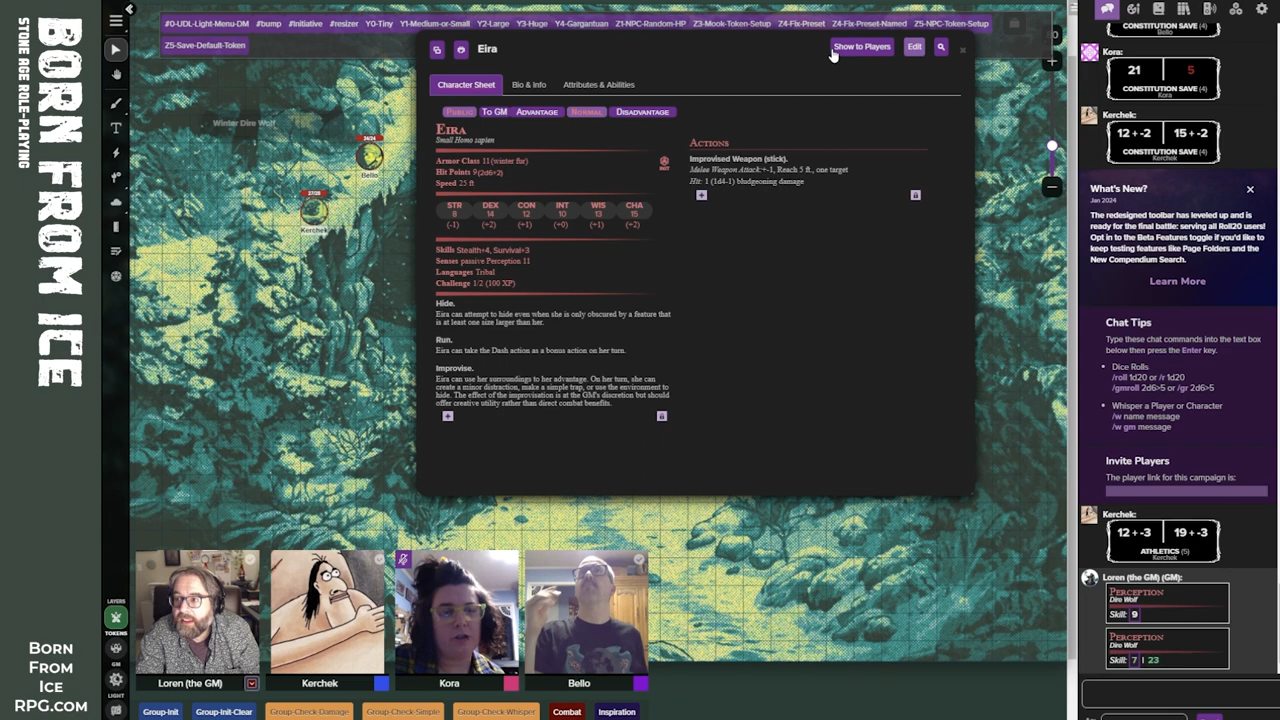 BORN FROM ICE
STONE AGE ROLE-PLAYING
BORN
FROM
ICE
RPG.COM
#0-UDL-Light-Menu-DM #bump #Initiative #resizer Y0-Tiny Y1-Medium-or-Small Y2-Large Y3-Huge Y4-Gargantuan Z1-NPC-Random-HP Z3-Mook-Token-Setup Z4-Fix-Preset Z4-Fix-Preset-Named Z5-NPC-Token-Setup
Z5-Save-Default-Token
Winter Dire Wolf
24/24
Bello
27/28
Kerchek
Eira
Show to Players
Edit
Character Sheet Bio & Info Attributes & Abilities
PUBLIC TO GM ADVANTAGE NORMAL DISADVANTAGE
EIRA
Small Homo sapien
Armor Class 11 (winter fur)
Hit Points 9 (2d6+2)
Speed 25 ft
INIT
STR DEX CON INT WIS CHA
8 14 12 10 13 15
(-1) (+2) (+1) (+0) (+1) (+2)
Skills Stealth+4, Survival+3
Senses passive Perception 11
Languages Tribal
Challenge 1/2 (100 XP)
Hide.
Eira can attempt to hide even when she is only obscured by a feature that
is at least one size larger than her.
Run.
Eira can take the Dash action as a bonus action on her turn.
Improvise.
Eira can use her surroundings to her advantage. On her turn, she can
create a minor distraction, make a simple trap, or use the environment to
hide. The effect of the improvisation is at the GM's discretion but should
offer creative utility rather than direct combat benefits.
ACTIONS
Improvised Weapon (stick).
Melee Weapon Attack:+-1, Reach 5 ft., one target
Hit: 1 (1d4-1) bludgeoning damage
LAYERS
TOKENS
GM
LIGHT
Loren (the GM)
Kerchek
Kora
Bello
Group-Init Group-Init-Clear Group-Check-Damage Group-Check-Simple Group-Check-Whisper Combat Inspiration
CONSTITUTION SAVE (4)
Bello
Kora:
21 5
CONSTITUTION SAVE (4)
Kora
Kerchek:
12 + -2 15 + -2
CONSTITUTION SAVE (4)
Kerchek
What's New?
Jan 2024
The redesigned toolbar has leveled up and is
ready for the final battle: serving all Roll20 users!
Opt in to the Beta Features toggle if you'd like to
keep testing features like Page Folders and the
New Compendium Search.
Learn More
Chat Tips
Type these chat commands into the text box
below then press the Enter key.
• Dice Rolls
/roll 1d20 or /r 1d20
/gmroll 2d6>5 or /gr 2d6>5
• Whisper a Player or Character
/w name message
/w gm message
Invite Players
The player link for this campaign is:
Kerchek:
12 + -3 19 + -3
ATHLETICS (5)
Kerchek
Loren (the GM) (GM):
PERCEPTION
Dire Wolf
Skill: 9
PERCEPTION
Dire Wolf
Skill: 7 | 23